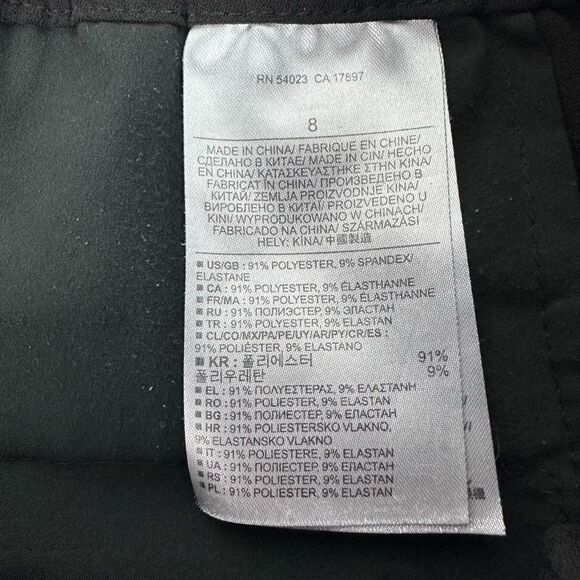 RN 54023 CA 17897
8
MADE IN CHINA/ FABRIQUE EN CHINE/
СДЕЛАНО В КИТАЕ/ MADE IN CIN/ HECHO
EN CHINA/ ΚΑΤΑΣΚΕΥΑΣΤΗΚΕ ΣΤΗΝ ΚΙΝΑ/
FABRICAT ÎN CHINA/ ПРОИЗВЕДЕНО В
КИТАЙ/ ZEMLJA PROIZVODNJE KINA/
ВИРОБЛЕНО В КИТАЇ/ PROIZVEDENO U
KINI/ WYPRODUKOWANO W CHINACH/
FABRICADO NA CHINA/ SZÁRMAZÁSI
HELY: KÍNA/中國製造
US/GB : 91% POLYESTER, 9% SPANDEX/
ELASTANE
CA : 91% POLYESTER, 9% ÉLASTHANNE
FR/MA : 91% POLYESTER, 9% ÉLASTHANNE
RU : 91% ПОЛИЭСТЕР, 9% ЭЛАСТАН
TR : 91% POLYESTER, 9% ELASTAN
CL/CO/MX/PA/PE/UY/AR/PY/CR/ES :
91% POLIÉSTER, 9% ELASTANO
KR : 폴리에스터 91%
폴리우레탄 9%
EL : 91% ΠΟΛΥΕΣΤΕΡΑΣ, 9% ΕΛΑΣΤΑΝΗ
RO : 91% POLIESTER, 9% ELASTAN
BG : 91% ПОЛИЕСТЕР, 9% ЕЛАСТАН
HR : 91% POLIESTERSKO VLAKNO,
9% ELASTANSKO VLAKNO
IT : 91% POLIESTERE, 9% ELASTAN
UA : 91% ПОЛІЕСТЕР, 9% ЕЛАСТАН
RS : 91% POLIESTER, 9% ELASTIN
PL : 91% POLIESTER, 9% ELASTAN